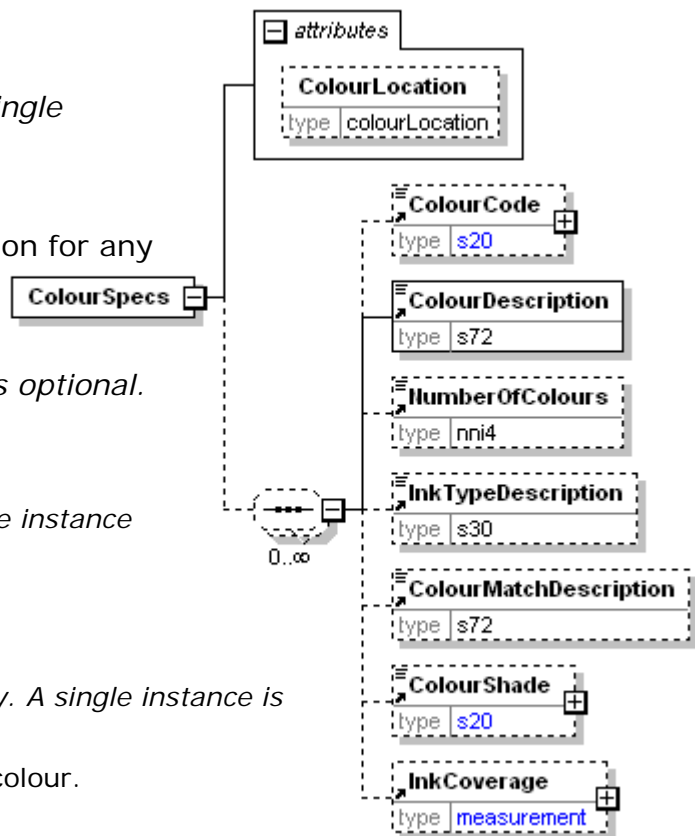 ingle
on for any
s optional.
e instance
y. A single instance is
colour.
ColourSpecs
attributes
ColourLocation
type colourLocation
0..∞
ColourCode
type s20
ColourDescription
type s72
NumberOfColours
type nni4
InkTypeDescription
type s30
ColourMatchDescription
type s72
ColourShade
type s20
InkCoverage
type measurement